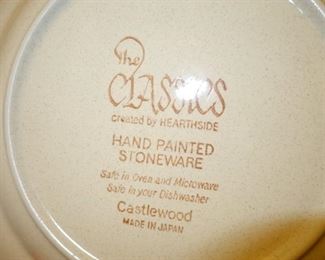 The
CLASSICS
created by HEARTHSIDE
HAND PAINTED
STONEWARE
Safe in Oven and Microwave
Safe in your Dishwasher
Castlewood
MADE IN JAPAN